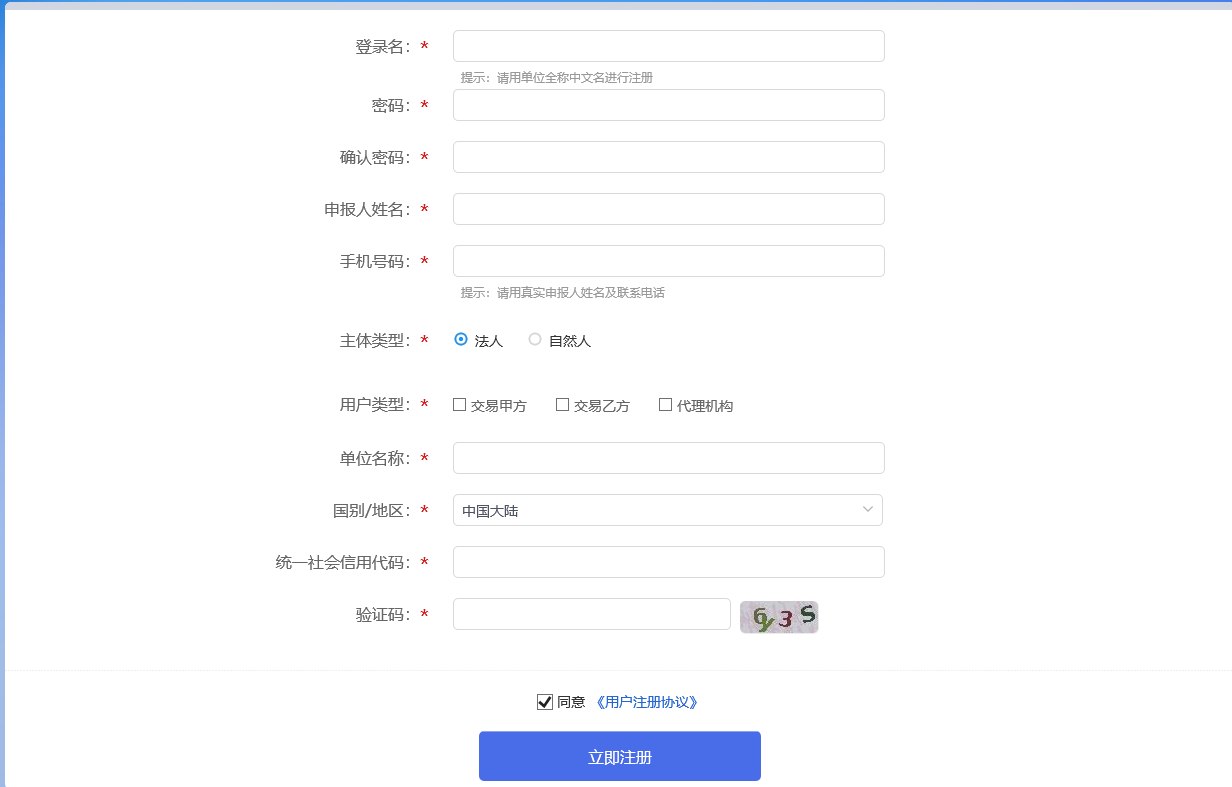 登录名：*
提示：请用单位全称中文名进行注册
密码：*
确认密码：*
申报人姓名：*
手机号码：*
提示：请用真实申报人姓名及联系电话
主体类型：* 法人 自然人
用户类型：* 交易甲方 交易乙方 代理机构
单位名称：*
国别/地区：* 中国大陆
统一社会信用代码：*
验证码：* 6y3S
同意 《用户注册协议》
立即注册